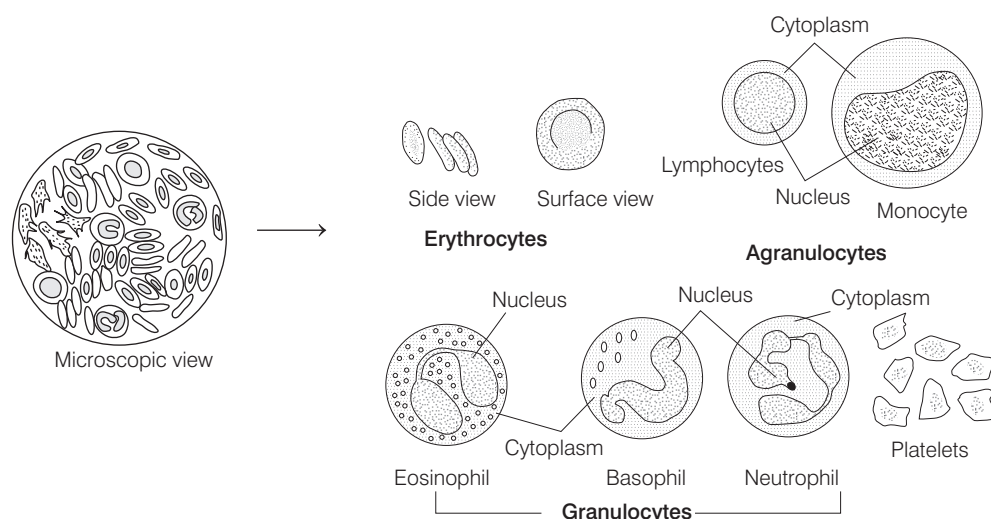 Cytoplasm
Lymphocytes
Nucleus
Monocyte
Side view
Surface view
Erythrocytes
Agranulocytes
Microscopic view
Nucleus
Nucleus
Cytoplasm
Cytoplasm
Platelets
Eosinophil
Basophil
Neutrophil
Granulocytes